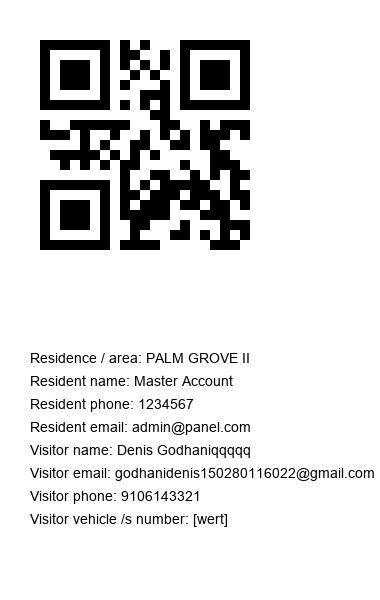 Residence / area: PALM GROVE II
Resident name: Master Account
Resident phone: 1234567
Resident email: admin@panel.com
Visitor name: Denis Godhaniqqqqq
Visitor email: godhanidenis150280116022@gmail.com
Visitor phone: 9106143321
Visitor vehicle /s number: [wert]